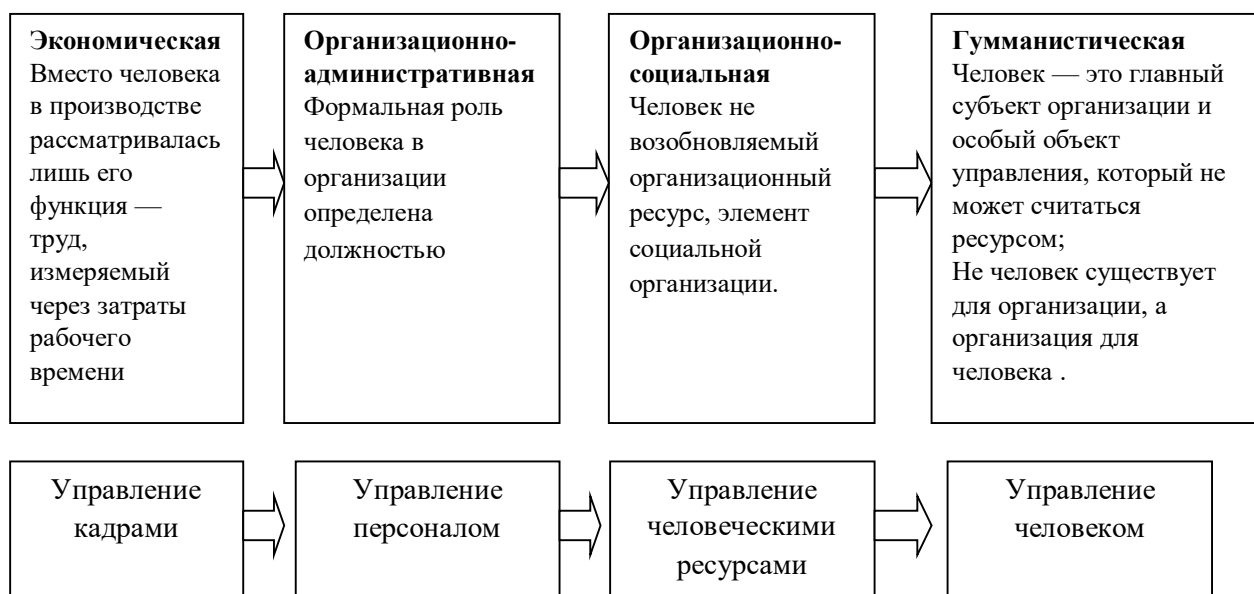 Экономическая
Вместо человека
в производстве
рассматривалась
лишь его
функция —
труд,
измеряемый
через затраты
рабочего
времени
Организационно-
административная
Формальная роль
человека в
организации
определена
должностью
Организационно-
социальная
Человек не
возобновляемый
организационный
ресурс, элемент
социальной
организации.
Гумманистическая
Человек — это главный
субъект организации и
особый объект
управления, который не
может считаться
ресурсом;
Не человек существует
для организации, а
организация для
человека .
Управление
кадрами
Управление
персоналом
Управление
человеческими
ресурсами
Управление
человеком